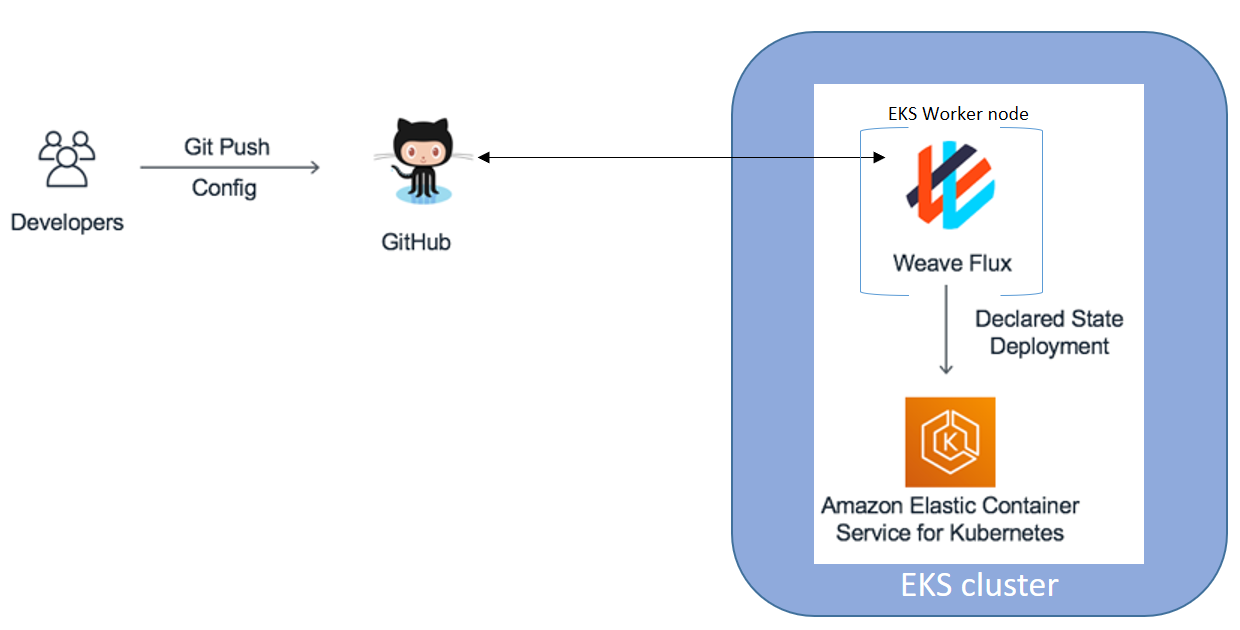 Developers
Git Push
Config
GitHub
EKS Worker node
Weave Flux
Declared State
Deployment
K
Amazon Elastic Container
Service for Kubernetes
EKS cluster